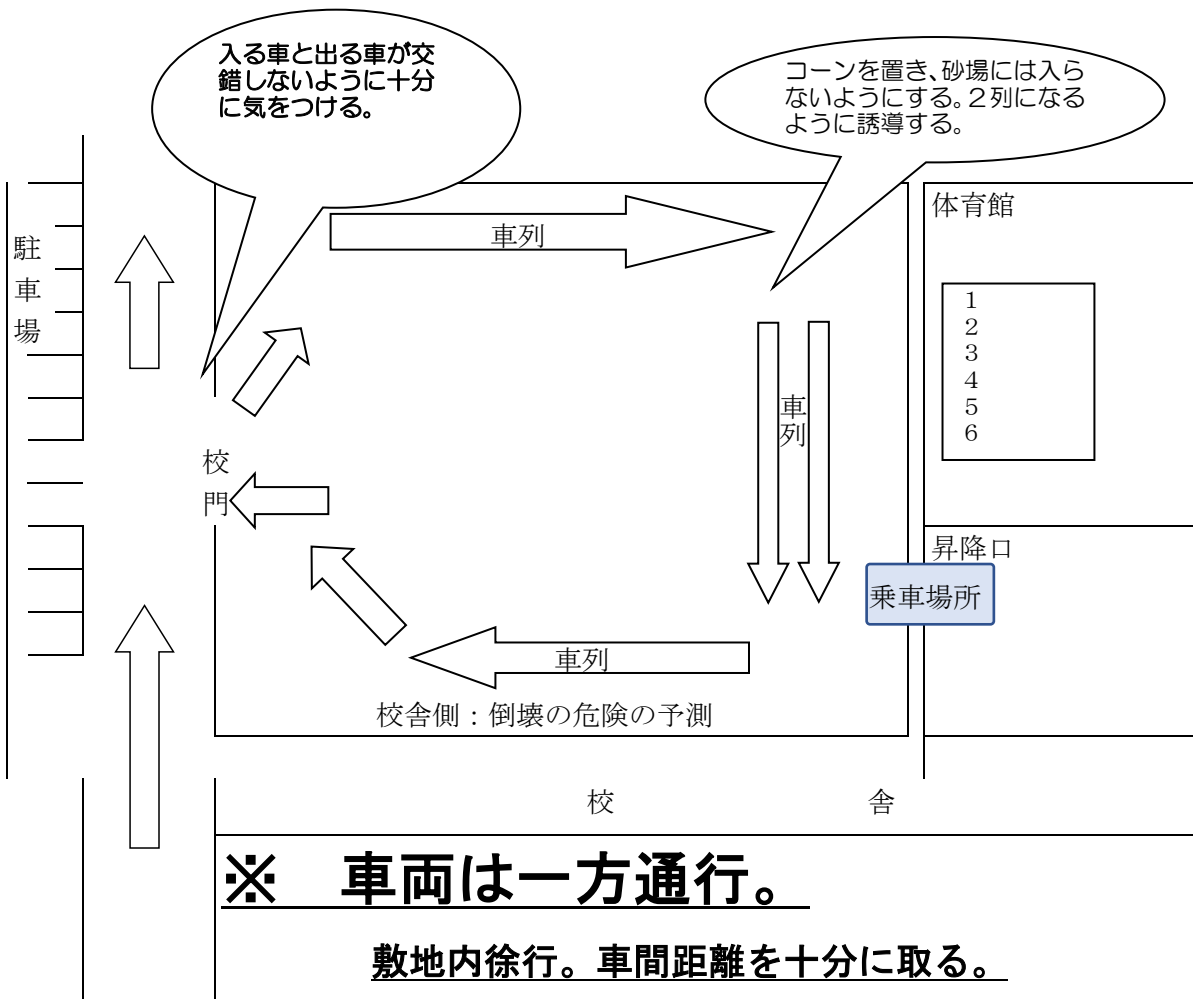 入る車と出る車が交
錯しないように十分
に気をつける。
コーンを置き、砂場には入ら
ないようにする。２列になる
ように誘導する。
体育館
車列
駐車場
1
2
3
4
5
6
車列
校門
昇降口
乗車場所
車列
校舎側：倒壊の危険の予測
校　　舎
※　車両は一方通行。
敷地内徐行。車間距離を十分に取る。